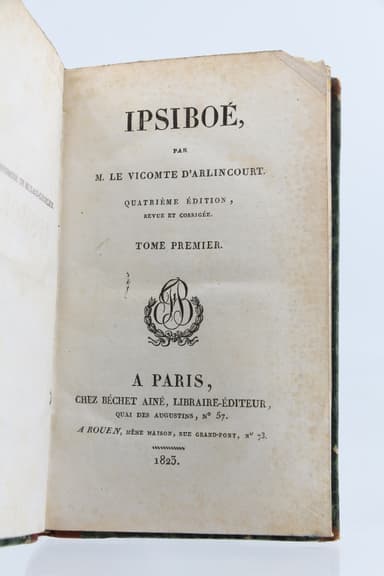 IPSIBOÉ,
PAR
M. LE VICOMTE D'ARLINCOURT.
QUATRIÈME ÉDITION,
REVUE ET CORRIGÉE.
TOME PREMIER.
A PARIS,
CHEZ BÉCHET AINÉ, LIBRAIRE-ÉDITEUR,
QUAI DES AUGUSTINS, N° 57.
A ROUEN, MÊME MAISON, RUE GRAND-PONT, N° 73.
1823.